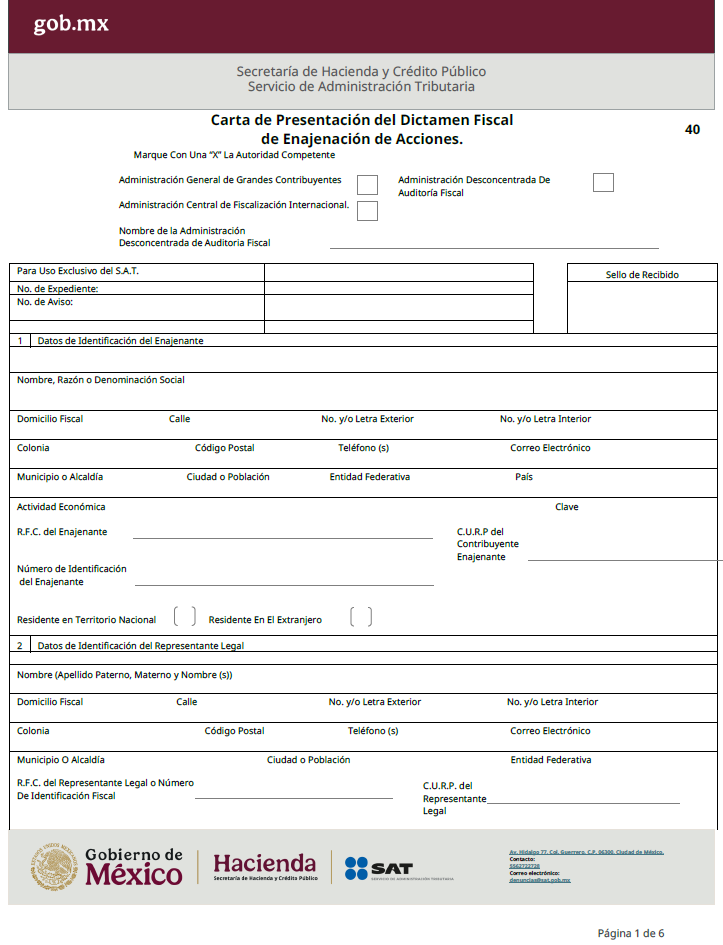 gob.mx
Secretaría de Hacienda y Crédito Público
Servicio de Administración Tributaria
Carta de Presentación del Dictamen Fiscal
de Enajenación de Acciones.
40
Marque Con Una "X" La Autoridad Competente
Administración General de Grandes Contribuyentes
Administración Desconcentrada De
Auditoría Fiscal
Administración Central de Fiscalización Internacional.
Nombre de la Administración
Desconcentrada de Auditoria Fiscal
Para Uso Exclusivo del S.A.T.
Sello de Recibido
No. de Expediente:
No. de Aviso:
1 Datos de Identificación del Enajenante
Nombre, Razón o Denominación Social
Domicilio Fiscal Calle No. y/o Letra Exterior No. y/o Letra Interior
Colonia Código Postal Teléfono (s) Correo Electrónico
Municipio o Alcaldía Ciudad o Población Entidad Federativa País
Actividad Económica Clave
R.F.C. del Enajenante
C.U.R.P del
Contribuyente
Enajenante
Número de Identificación
del Enajenante
Residente en Territorio Nacional ( ) Residente En El Extranjero ( )
2 Datos de Identificación del Representante Legal
Nombre (Apellido Paterno, Materno y Nombre (s))
Domicilio Fiscal Calle No. y/o Letra Exterior No. y/o Letra Interior
Colonia Código Postal Teléfono (s) Correo Electrónico
Municipio O Alcaldía Ciudad o Población Entidad Federativa
R.F.C. del Representante Legal o Número
De Identificación Fiscal
C.U.R.P. del
Representante
Legal
Gobierno de
México
Hacienda
Secretaría de Hacienda y Crédito Público
SAT
SERVICIO DE ADMINISTRACIÓN TRIBUTARIA
Av. Hidalgo 77, Col. Guerrero, C.P. 06300, Ciudad de México.
Contacto:
5562722728
Correo electrónico:
denuncias@sat.gob.mx
Página 1 de 6